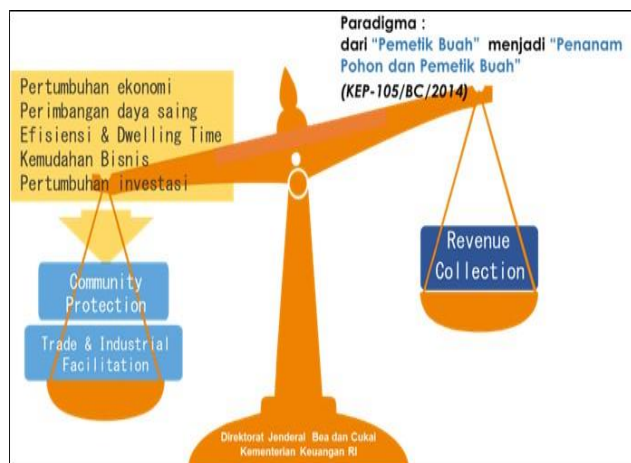 Paradigma :
dari “Pemetik Buah” menjadi “Penanam
Pohon dan Pemetik Buah”
(KEP-105/BC/2014)
Pertumbuhan ekonomi
Perimbangan daya saing
Efisiensi & Dwelling Time
Kemudahan Bisnis
Pertumbuhan investasi
Community
Protection
Trade & Industrial
Facilitation
Revenue
Collection
Direktorat Jenderal Bea dan Cukai
Kementerian Keuangan RI